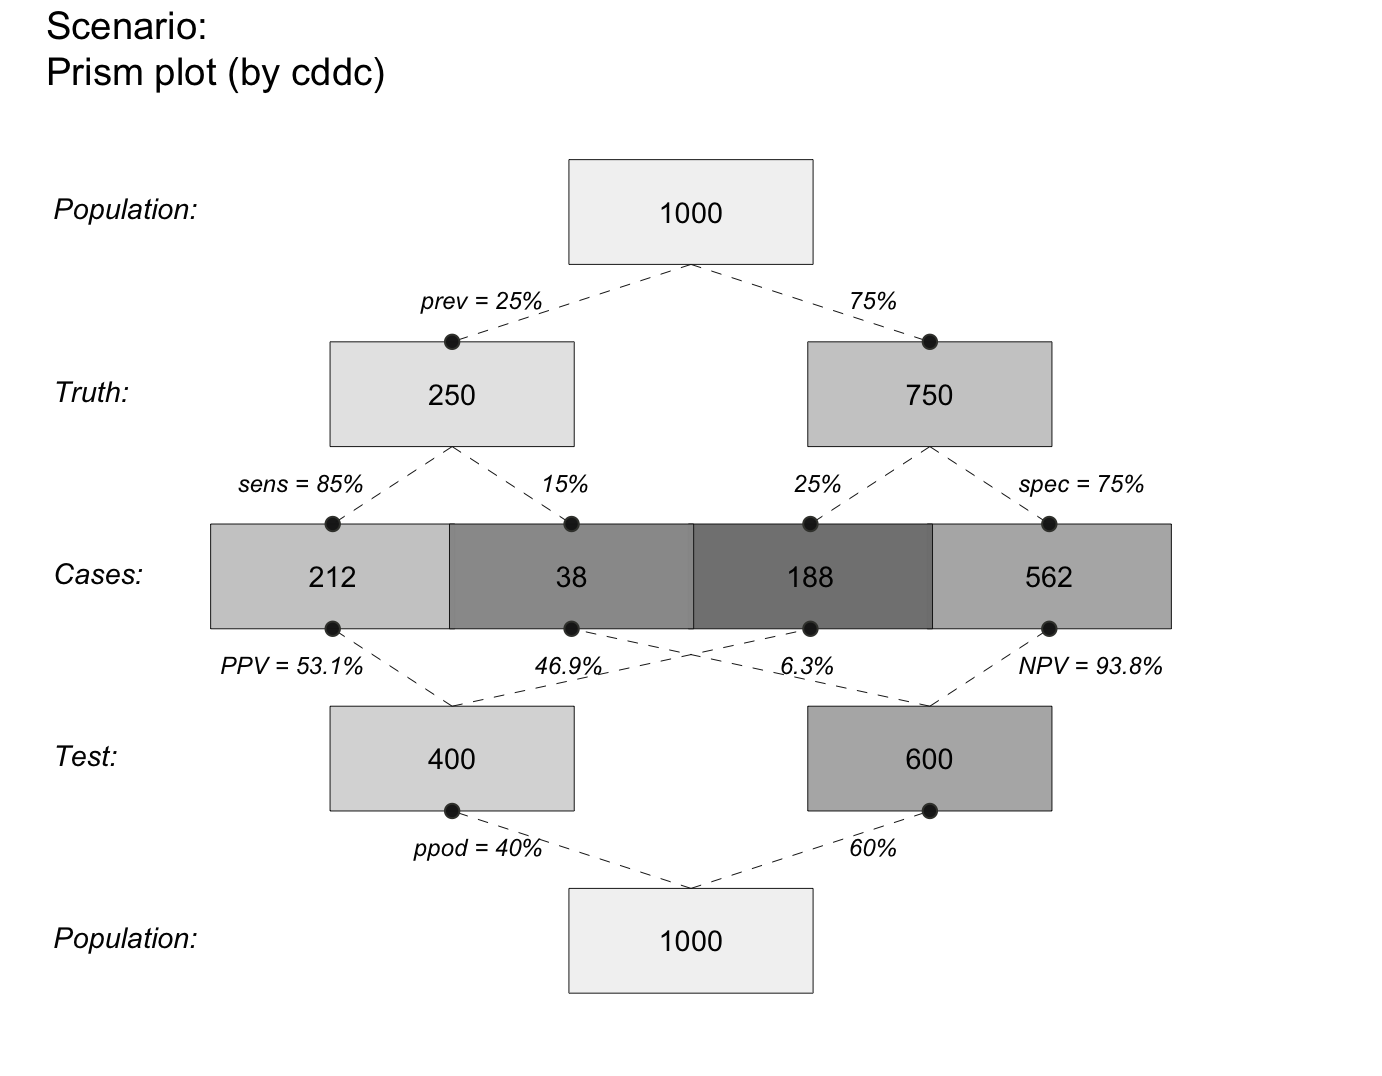 Scenario:
Prism plot (by cddc)
Population:
1000
prev = 25%
75%
Truth:
250
750
sens = 85%
15%
25%
spec = 75%
Cases:
212
38
188
562
PPV = 53.1%
46.9%
6.3%
NPV = 93.8%
Test:
400
600
ppod = 40%
60%
Population:
1000